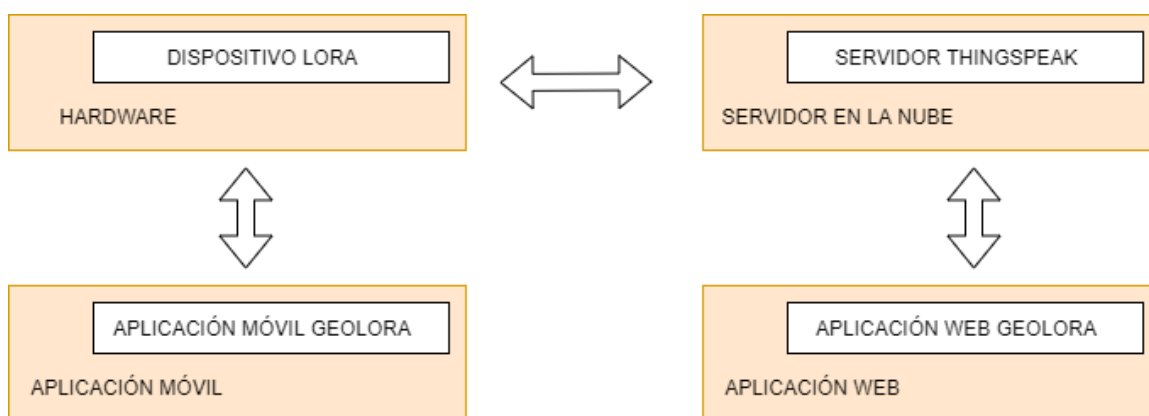 DISPOSITIVO LORA
HARDWARE
SERVIDOR THINGSPEAK
SERVIDOR EN LA NUBE
APLICACIÓN MÓVIL GEOLORA
APLICACIÓN MÓVIL
APLICACIÓN WEB GEOLORA
APLICACIÓN WEB